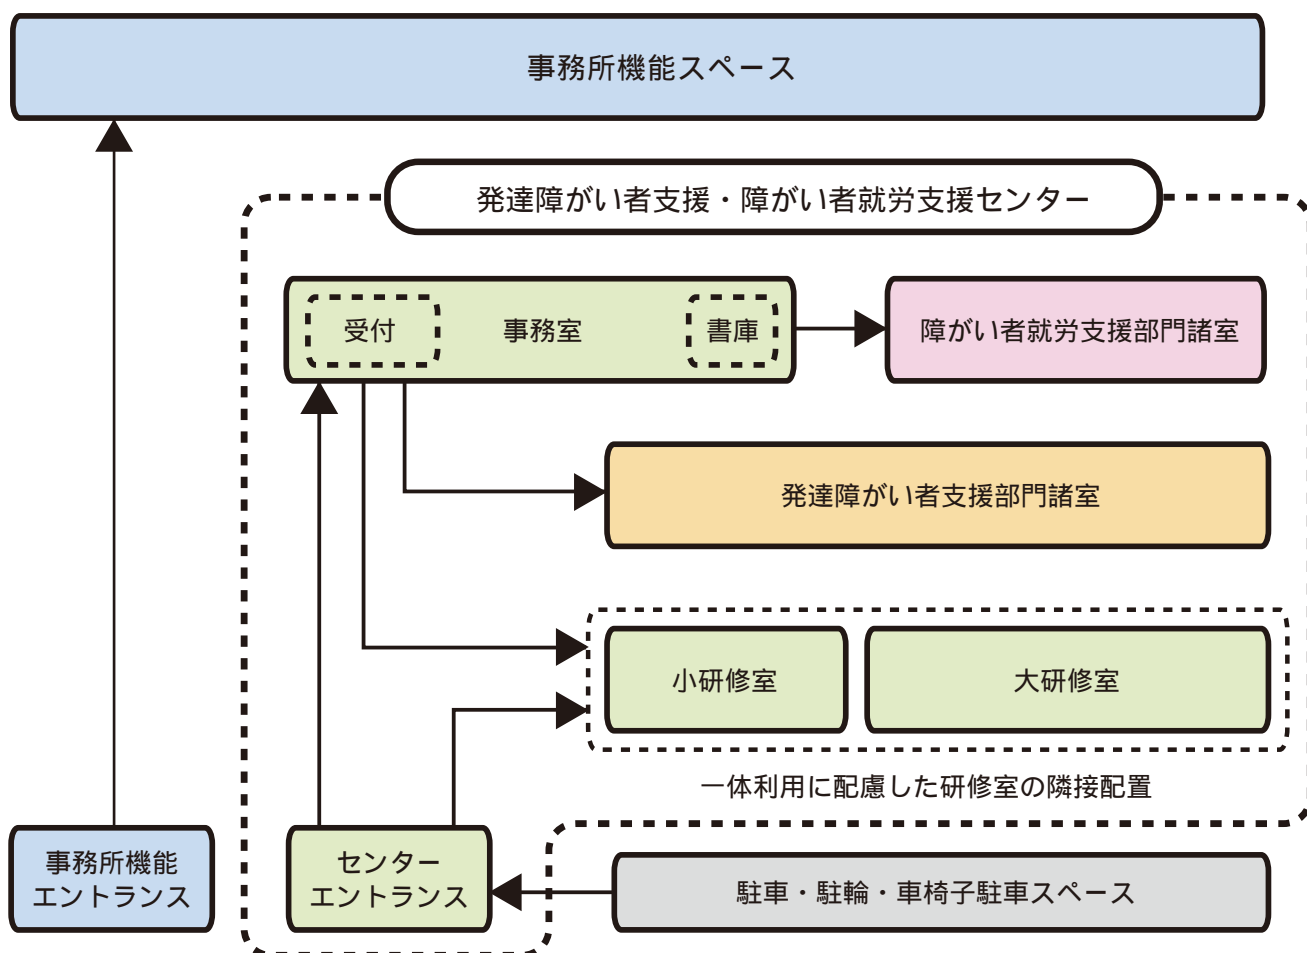 事務所機能スペース
発達障がい者支援・障がい者就労支援センター
受付
事務室
書庫
障がい者就労支援部門諸室
発達障がい者支援部門諸室
小研修室
大研修室
一体利用に配慮した研修室の隣接配置
事務所機能
エントランス
センター
エントランス
駐車・駐輪・車椅子駐車スペース